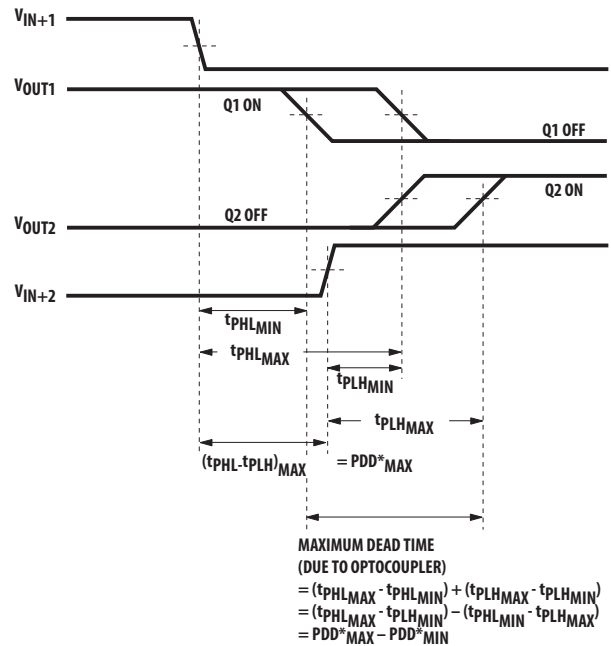 VIN+1
VOUT1
Q1 ON
Q1 OFF
Q2 ON
VOUT2
Q2 OFF
VIN+2
tPHLMIN
tPHLMAX
tPLHMIN
tPLHMAX
(tPHL-tPLH)MAX = PDD*MAX
MAXIMUM DEAD TIME
(DUE TO OPTOCOUPLER)
= (tPHLMAX - tPHLMIN) + (tPLHMAX - tPLHMIN)
= (tPHLMAX - tPLHMIN) – (tPHLMIN - tPLHMAX)
= PDD*MAX – PDD*MIN